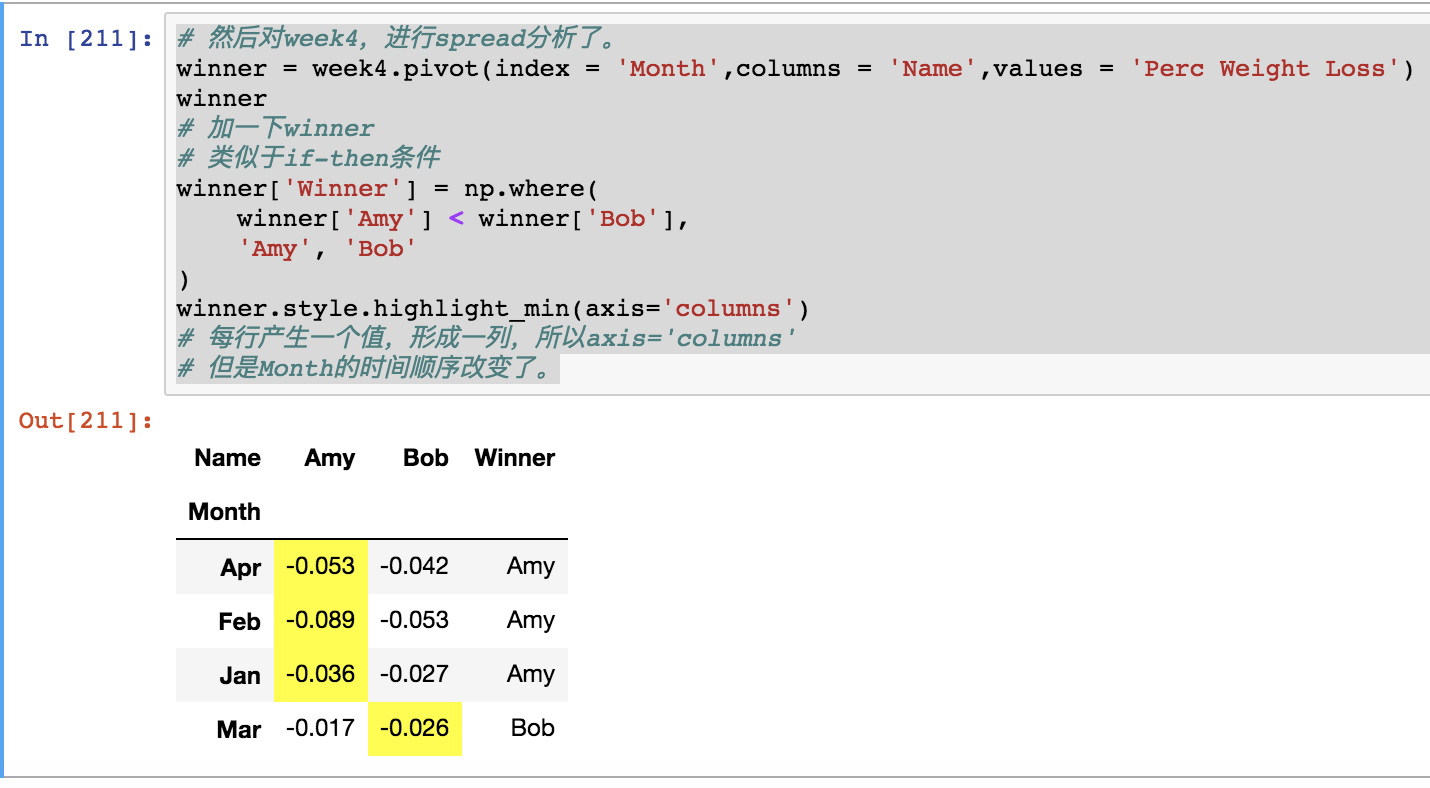 In [211]: # 然后对week4，进行spread分析了。
winner = week4.pivot(index = 'Month',columns = 'Name',values = 'Perc Weight Loss')
winner
# 加一下winner
# 类似于if-then条件
winner['Winner'] = np.where(
    winner['Amy'] < winner['Bob'],
    'Amy', 'Bob'
)
winner.style.highlight_min(axis='columns')
# 每行产生一个值，形成一列，所以axis='columns'
# 但是Month的时间顺序改变了。
Out[211]:
Name Amy Bob Winner
Month
Apr -0.053 -0.042 Amy
Feb -0.089 -0.053 Amy
Jan -0.036 -0.027 Amy
Mar -0.017 -0.026 Bob